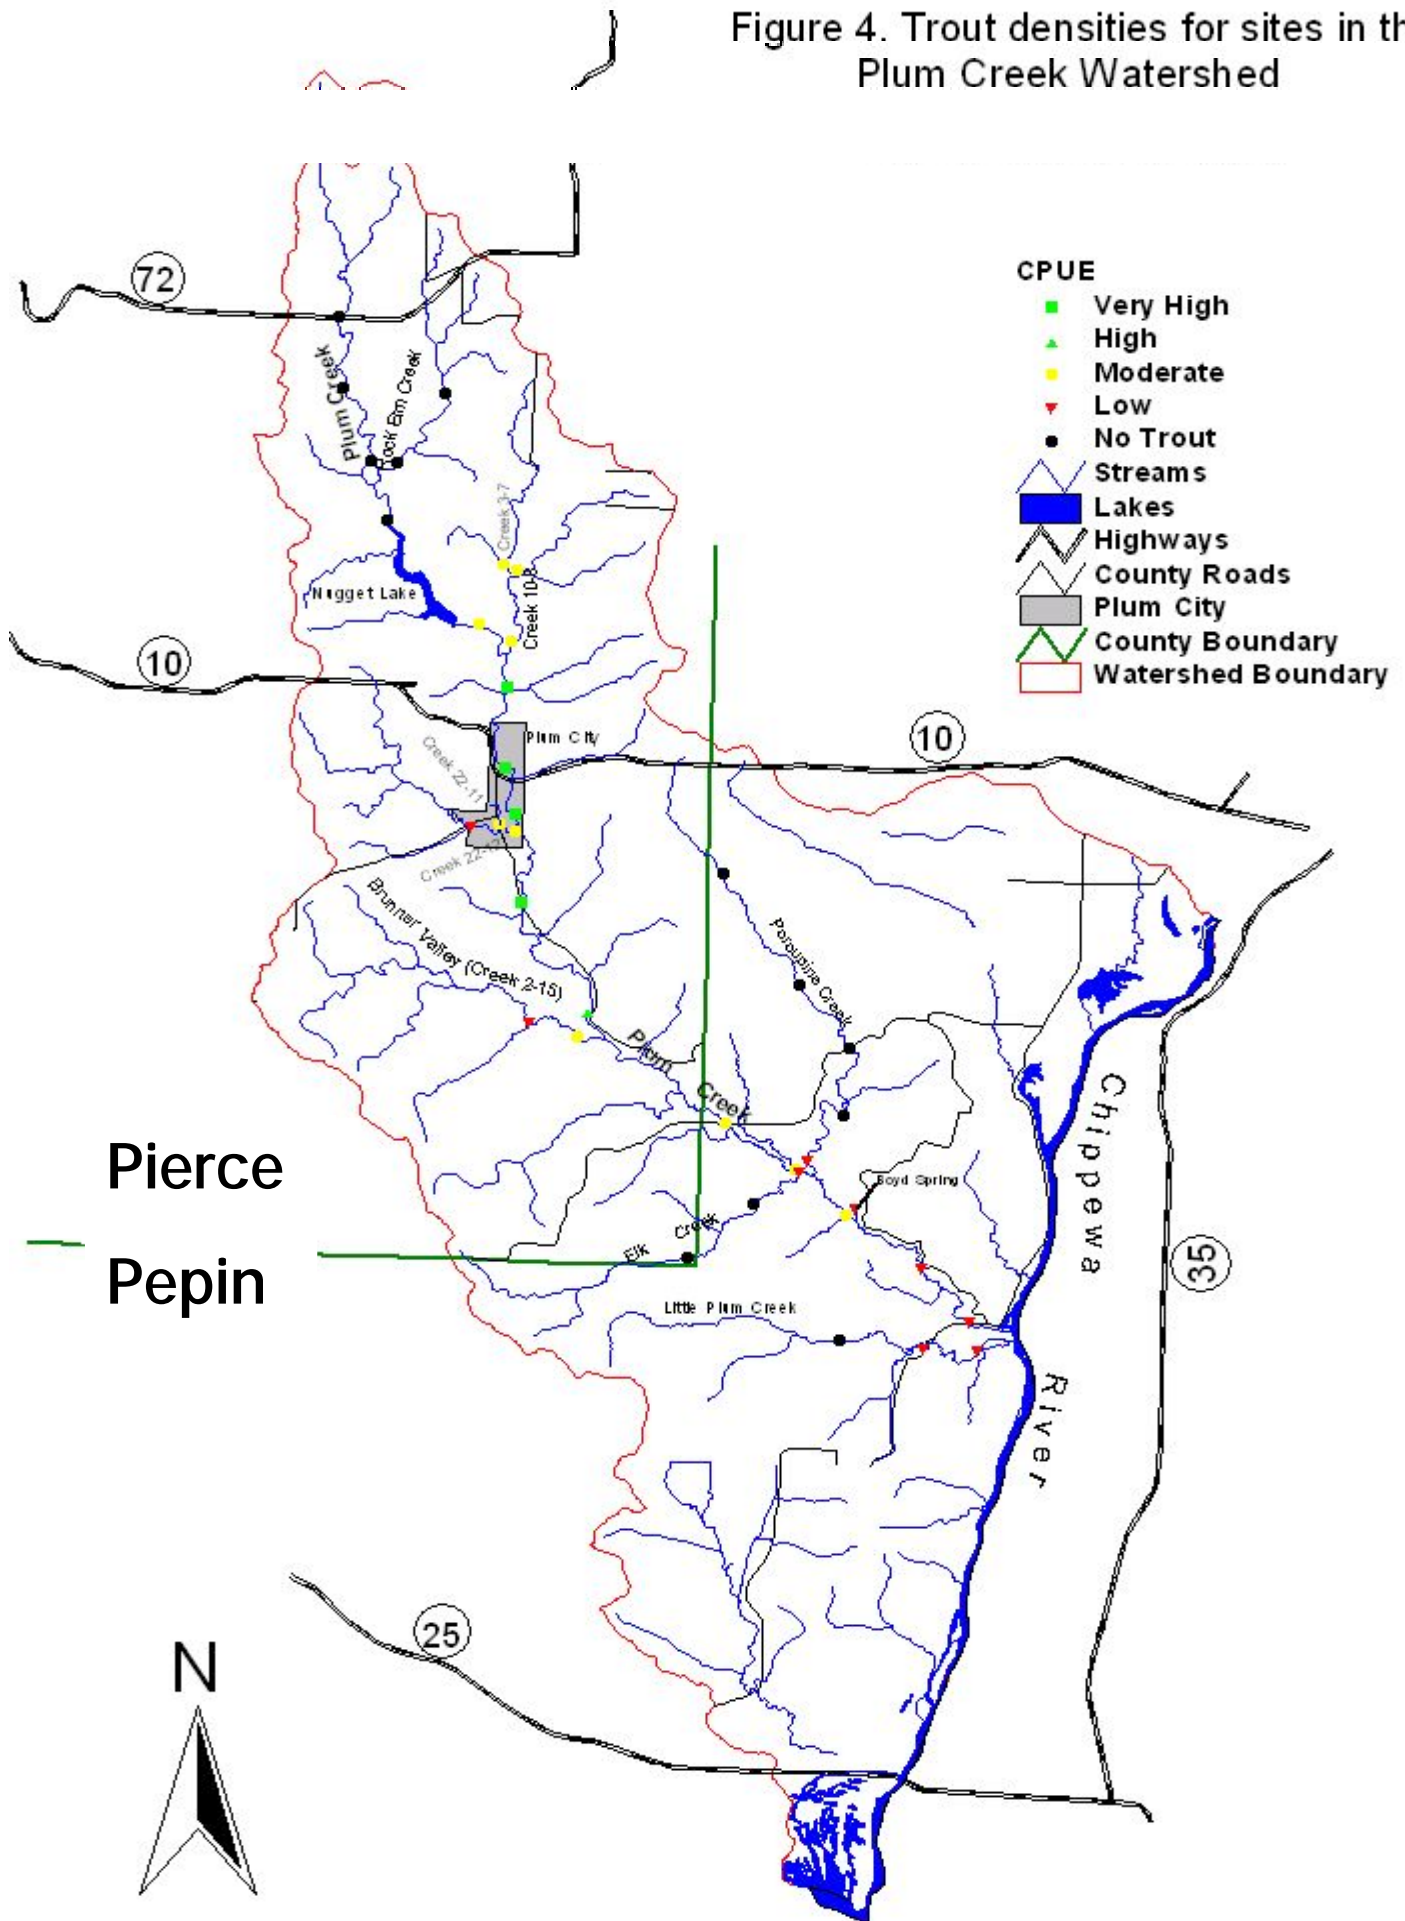 Figure 4. Trout densities for sites in th
Plum Creek Watershed
72
CPUE
Very High
High
Moderate
Low
No Trout
Streams
Lakes
Highways
County Roads
Plum City
County Boundary
Watershed Boundary
Plum Creek
Rock Elm Creek
Creek 3-7
Nugget Lake
Creek 10-8
10
Plum City
10
Creek 22-11
Creek 22-12
Brunner Valley (Creek 2-15)
Porcupine Creek
Plum Creek
Chippewa
Pierce
Boyd Spring
Elk Creek
35
Pepin
Little Plum Creek
River
25
N